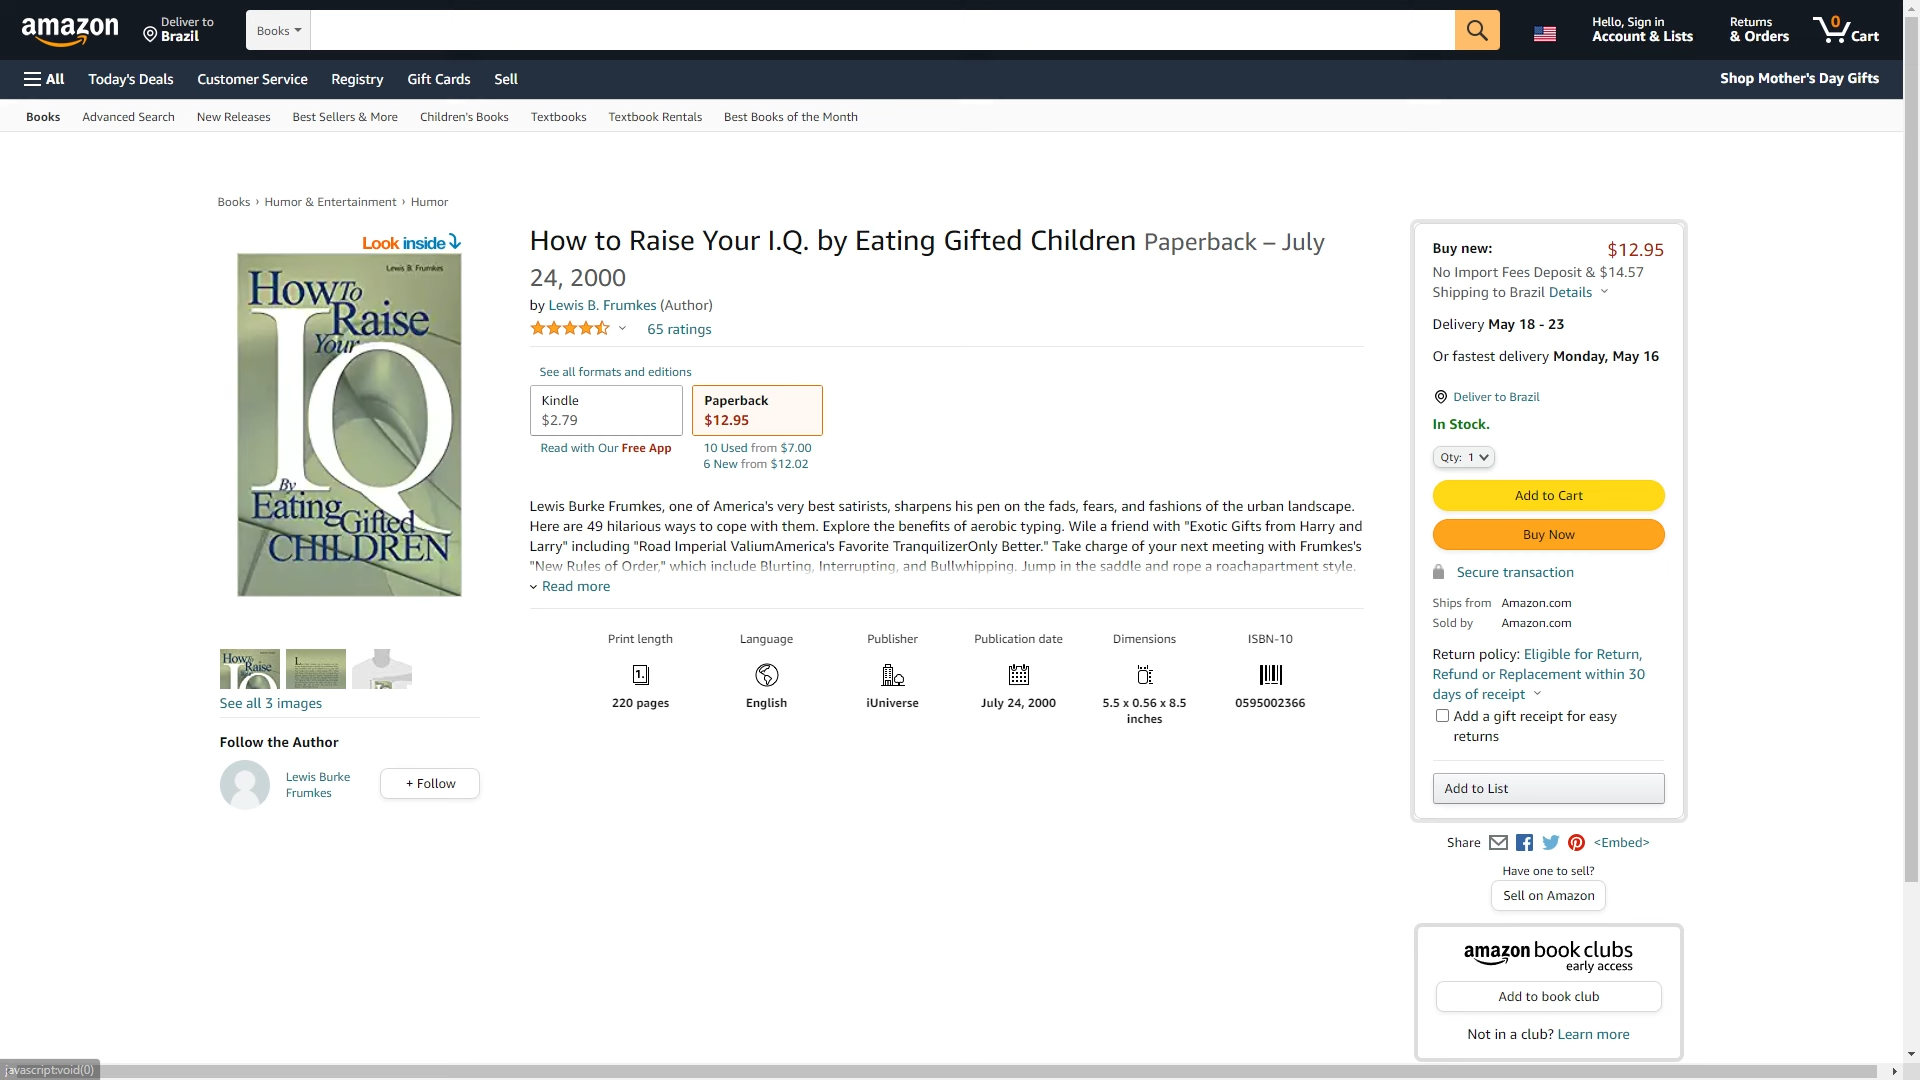 amazon
Deliver to
Brazil
Books
Hello, Sign in
Account & Lists
Returns
& Orders
0
Cart
All
Today's Deals
Customer Service
Registry
Gift Cards
Sell
Shop Mother's Day Gifts
Books
Advanced Search
New Releases
Best Sellers & More
Children's Books
Textbooks
Textbook Rentals
Best Books of the Month
Books › Humor & Entertainment › Humor
Look inside
Lewis B. Frumkes
How To
Raise
Your
IQ
By
Eating
Gifted
CHILDREN
See all 3 images
Follow the Author
Lewis Burke
Frumkes
+ Follow
How to Raise Your I.Q. by Eating Gifted Children Paperback – July
24, 2000
by Lewis B. Frumkes (Author)
65 ratings
See all formats and editions
Kindle
$2.79
Read with Our Free App
Paperback
$12.95
10 Used from $7.00
6 New from $12.02
Lewis Burke Frumkes, one of America's very best satirists, sharpens his pen on the fads, fears, and fashions of the urban landscape.
Here are 49 hilarious ways to cope with them. Explore the benefits of aerobic typing. Wile a friend with "Exotic Gifts from Harry and
Larry" including "Road Imperial ValiumAmerica's Favorite TranquilizerOnly Better." Take charge of your next meeting with Frumkes's
"New Rules of Order," which include Blurting, Interrupting, and Bullwhipping. Jump in the saddle and rope a roachapartment style.
Read more
Print length
1.
220 pages
Language
English
Publisher
iUniverse
Publication date
July 24, 2000
Dimensions
5.5 x 0.56 x 8.5
inches
ISBN-10
0595002366
Buy new:
$12.95
No Import Fees Deposit & $14.57
Shipping to Brazil Details
Delivery May 18 - 23
Or fastest delivery Monday, May 16
Deliver to Brazil
In Stock.
Qty: 1
Add to Cart
Buy Now
Secure transaction
Ships from Amazon.com
Sold by Amazon.com
Return policy: Eligible for Return,
Refund or Replacement within 30
days of receipt
Add a gift receipt for easy
returns
Add to List
Share
<Embed>
Have one to sell?
Sell on Amazon
amazon book clubs
early access
Add to book club
Not in a club? Learn more
javascript:void(0)